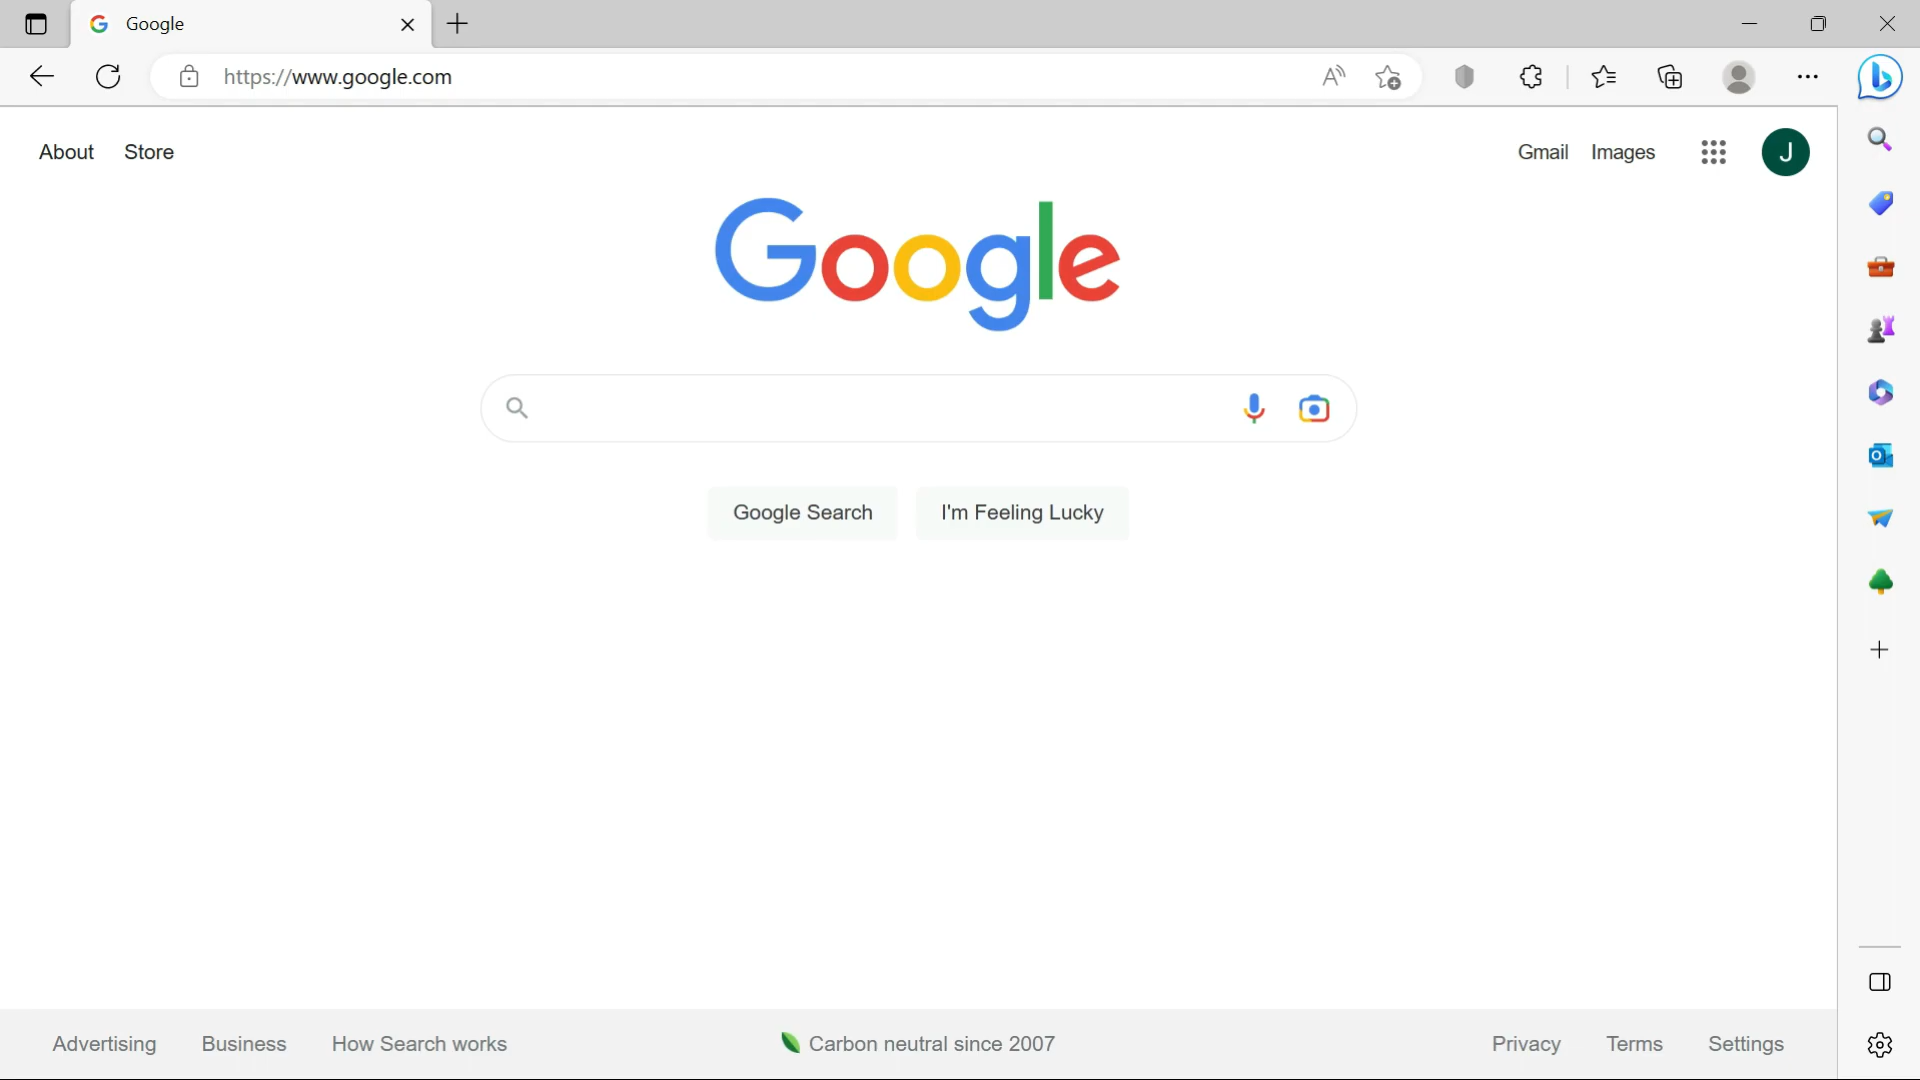 Google
https://www.google.com
About Store
Gmail Images
J
Google
Google Search
I'm Feeling Lucky
Advertising Business How Search works
Carbon neutral since 2007
Privacy Terms Settings